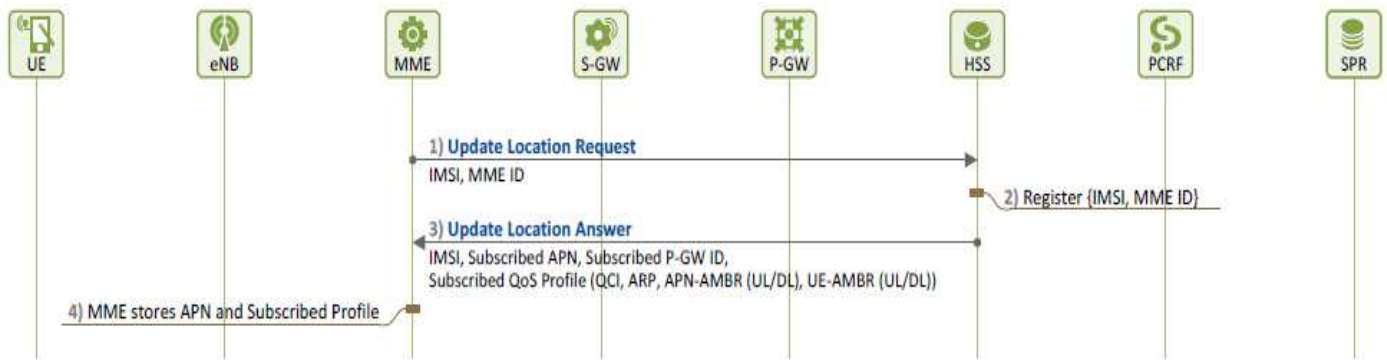 UE
eNB
MME
S-GW
P-GW
HSS
PCRF
SPR
1) Update Location Request
IMSI, MME ID
2) Register {IMSI, MME ID}
3) Update Location Answer
IMSI, Subscribed APN, Subscribed P-GW ID,
Subscribed QoS Profile (QCI, ARP, APN-AMBR (UL/DL), UE-AMBR (UL/DL))
4) MME stores APN and Subscribed Profile